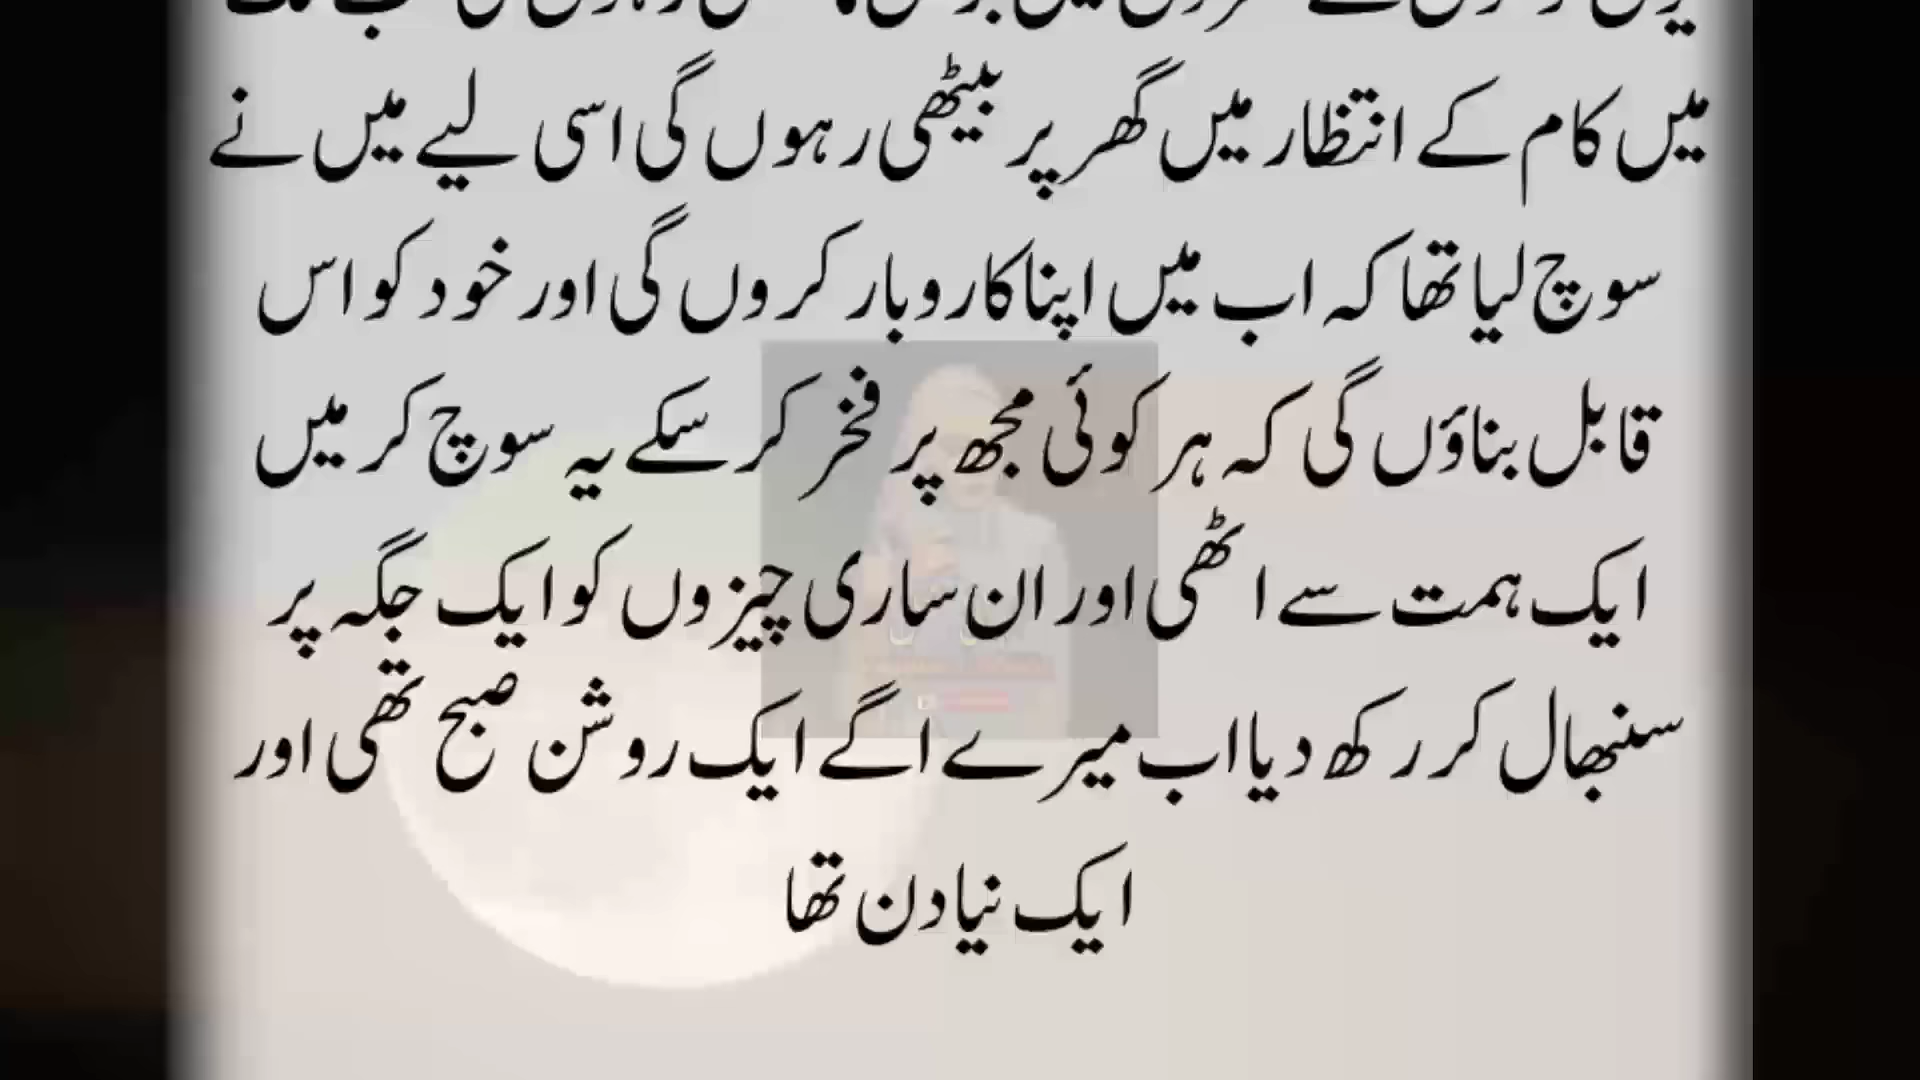 میں کام کے انتظار میں گھر پر بیٹھی رہوں گی اسی لیے میں نے
سوچ لیا تھا کہ اب میں اپنا کاروبار کروں گی اور خود کو اس
قابل بناؤں گی کہ ہر کوئی مجھ پر فخر کر سکے یہ سوچ کر میں
ایک ہمت سے اٹھی اور ان ساری چیزوں کو ایک جگہ پر
سنبھال کر رکھ دیا اب میرے اگے ایک روشن صبح تھی اور
ایک نیا دن تھا